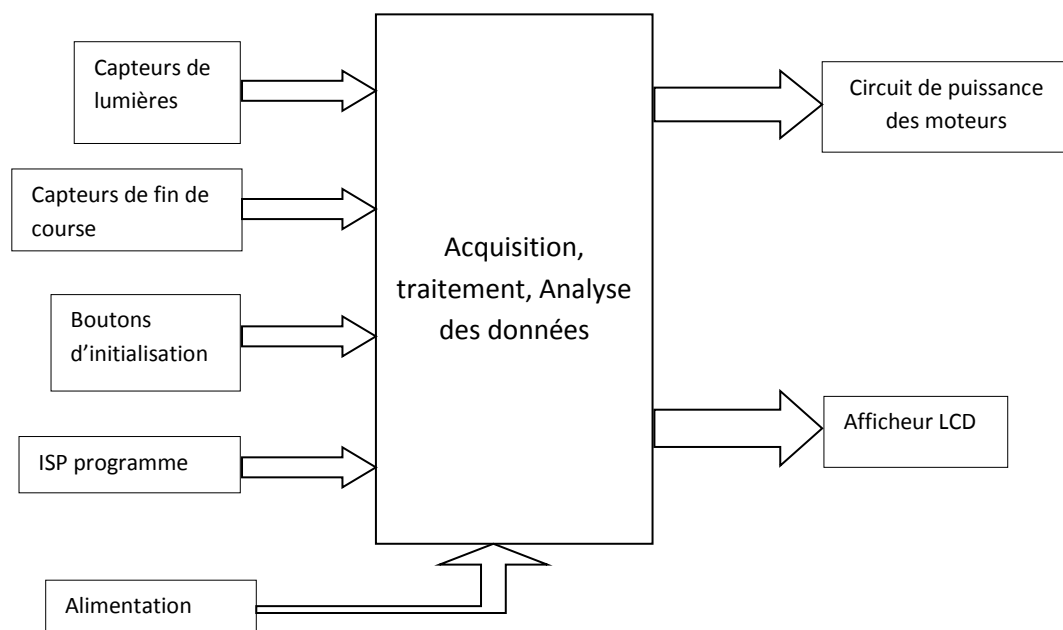 Capteurs de
lumières
Capteurs de fin de
course
Boutons
d’initialisation
ISP programme
Alimentation
Acquisition,
traitement, Analyse
des données
Circuit de puissance
des moteurs
Afficheur LCD